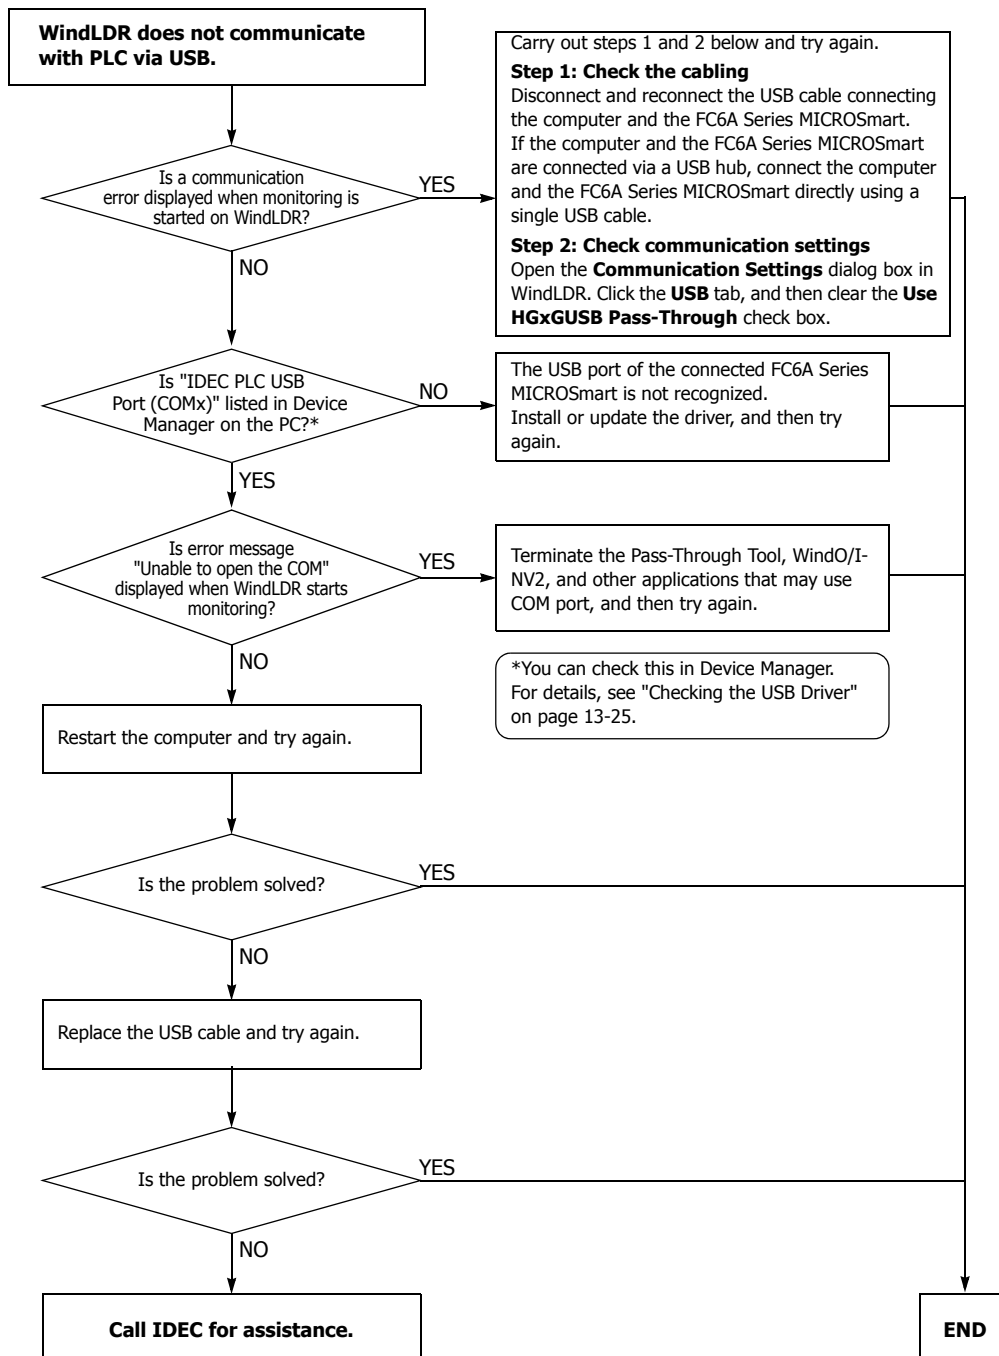 WindLDR does not communicate
with PLC via USB.
Carry out steps 1 and 2 below and try again.
Step 1: Check the cabling
Disconnect and reconnect the USB cable connecting
the computer and the FC6A Series MICROSmart.
If the computer and the FC6A Series MICROSmart
are connected via a USB hub, connect the computer
and the FC6A Series MICROSmart directly using a
single USB cable.
Step 2: Check communication settings
Open the Communication Settings dialog box in
WindLDR. Click the USB tab, and then clear the Use
HGxGUSB Pass-Through check box.
Is a communication
error displayed when monitoring is
started on WindLDR?
YES
NO
Is "IDEC PLC USB
Port (COMx)" listed in Device
Manager on the PC?*
NO
The USB port of the connected FC6A Series
MICROSmart is not recognized.
Install or update the driver, and then try
again.
YES
Is error message
"Unable to open the COM"
displayed when WindLDR starts
monitoring?
YES
Terminate the Pass-Through Tool, WindO/I-
NV2, and other applications that may use
COM port, and then try again.
NO
*You can check this in Device Manager.
For details, see "Checking the USB Driver"
on page 13-25.
Restart the computer and try again.
Is the problem solved?
YES
NO
Replace the USB cable and try again.
Is the problem solved?
YES
NO
Call IDEC for assistance.
END